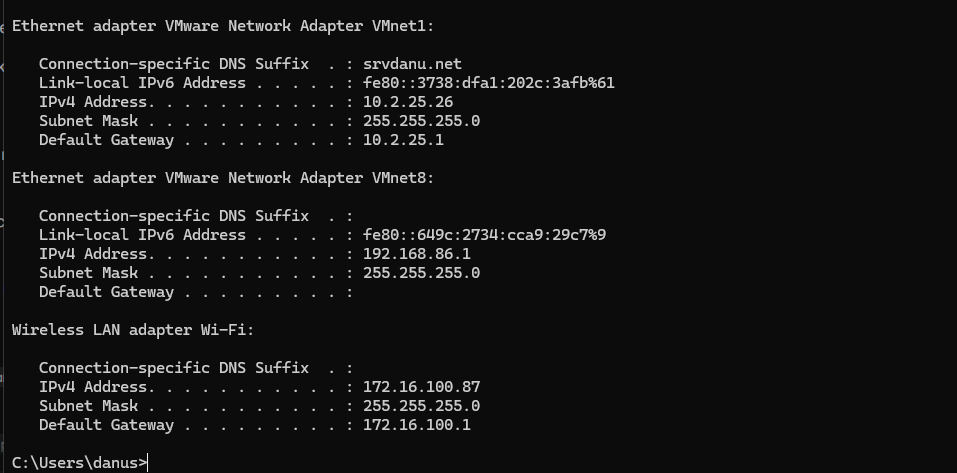 Ethernet adapter VMware Network Adapter VMnet1:
Connection-specific DNS Suffix . : srvdanu.net
Link-local IPv6 Address . . . . . : fe80::3738:dfa1:202c:3afb%61
IPv4 Address. . . . . . . . . . . : 10.2.25.26
Subnet Mask . . . . . . . . . . . : 255.255.255.0
Default Gateway . . . . . . . . . : 10.2.25.1
Ethernet adapter VMware Network Adapter VMnet8:
Connection-specific DNS Suffix . :
Link-local IPv6 Address . . . . . : fe80::649c:2734:cca9:29c7%9
IPv4 Address. . . . . . . . . . . : 192.168.86.1
Subnet Mask . . . . . . . . . . . : 255.255.255.0
Default Gateway . . . . . . . . . :
Wireless LAN adapter Wi-Fi:
Connection-specific DNS Suffix . :
IPv4 Address. . . . . . . . . . . : 172.16.100.87
Subnet Mask . . . . . . . . . . . : 255.255.255.0
Default Gateway . . . . . . . . . : 172.16.100.1
C:\Users\danus>